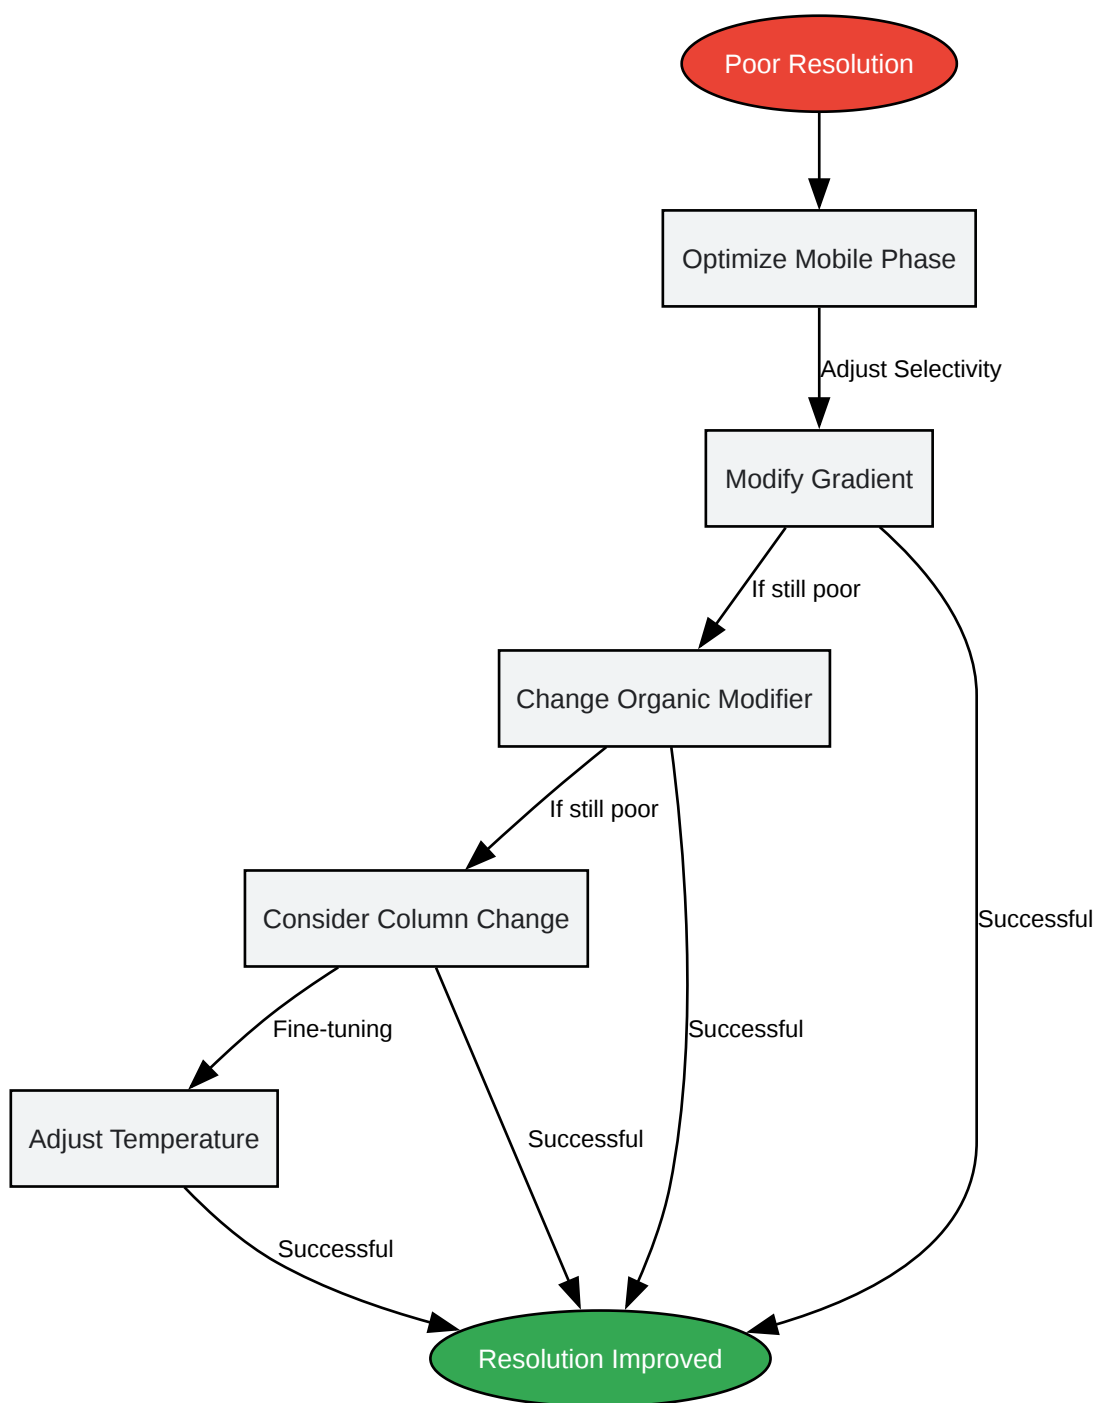 Poor Resolution
Optimize Mobile Phase
Adjust Selectivity
Modify Gradient
If still poor
Change Organic Modifier
If still poor
Consider Column Change
Successful
Fine-tuning
Successful
Adjust Temperature
Successful
Successful
Resolution Improved